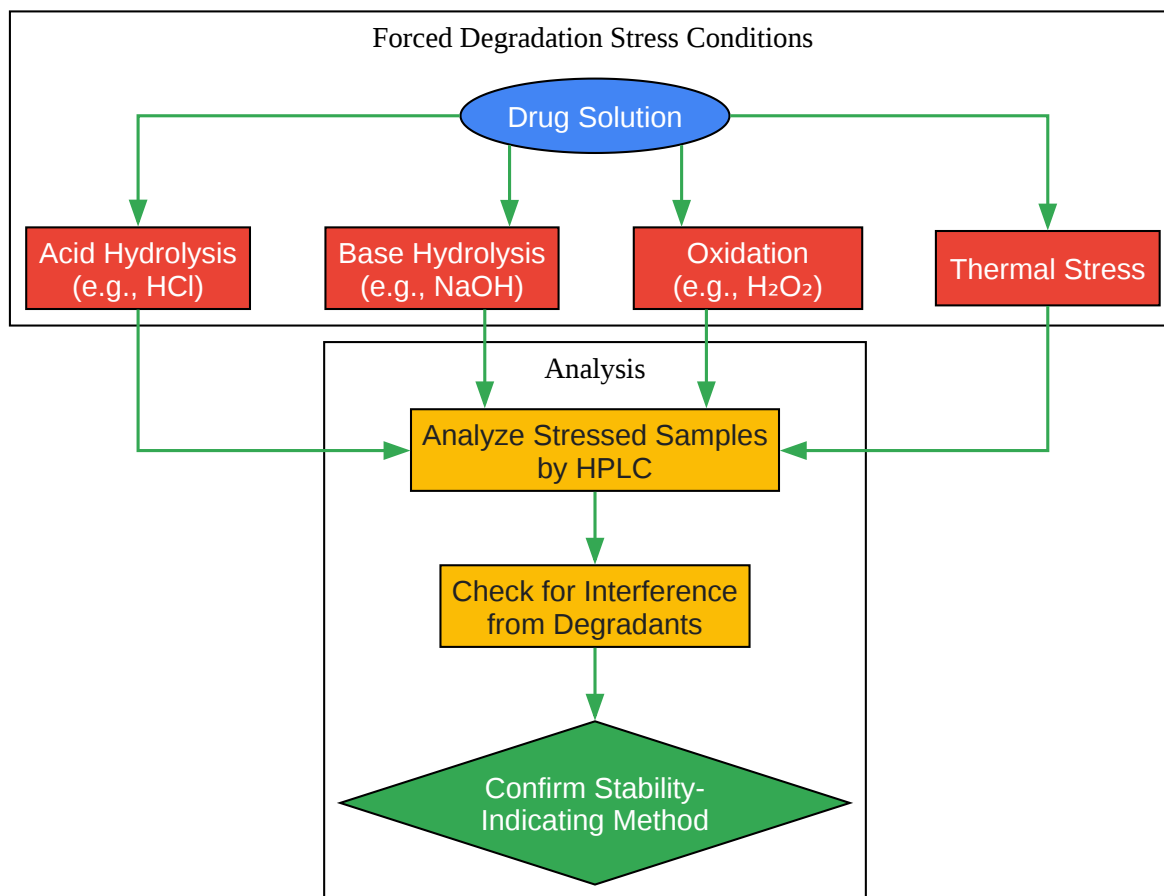 Forced Degradation Stress Conditions
Drug Solution
Acid Hydrolysis
(e.g., HCl)
Base Hydrolysis
(e.g., NaOH)
Oxidation
(e.g., H₂O₂)
Thermal Stress
Analysis
Analyze Stressed Samples
by HPLC
Check for Interference
from Degradants
Confirm Stability-
Indicating Method